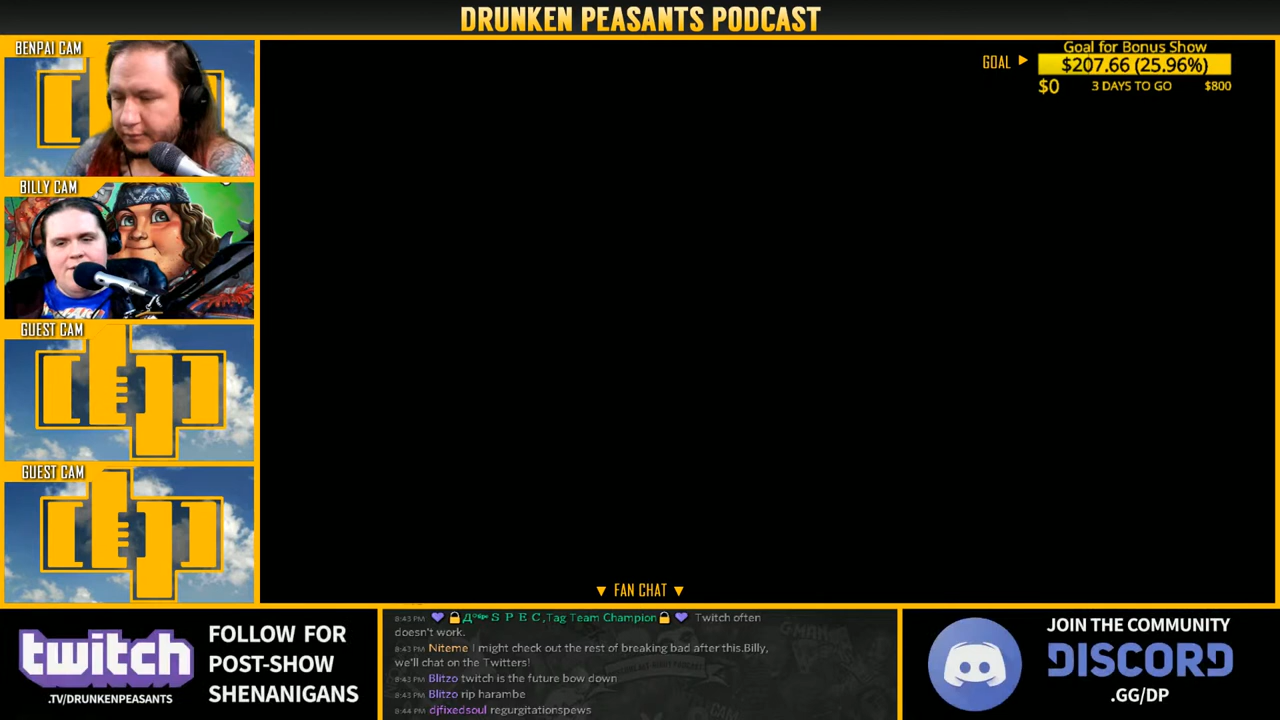 DRUNKEN PEASANTS PODCAST
BENPAI CAM
GOAL ►
Goal for Bonus Show
$207.66 (25.96%)
$0 3 DAYS TO GO $800
BILLY CAM
GUEST CAM
GUEST CAM
▼ FAN CHAT ▼
twitch
.TV/DRUNKENPEASANTS
FOLLOW FOR
POST-SHOW
SHENANIGANS
8:43 PM S P E C,Tag Team Champion Twitch often
doesn't work.
8:43 PM Niteme I might check out the rest of breaking bad after this.Billy,
we'll chat on the Twitters!
8:43 PM Blitzo twitch is the future bow down
8:43 PM Blitzo rip harambe
8:44 PM djfixedsoul regurgitationspews
JOIN THE COMMUNITY
DISCORD
.GG/DP